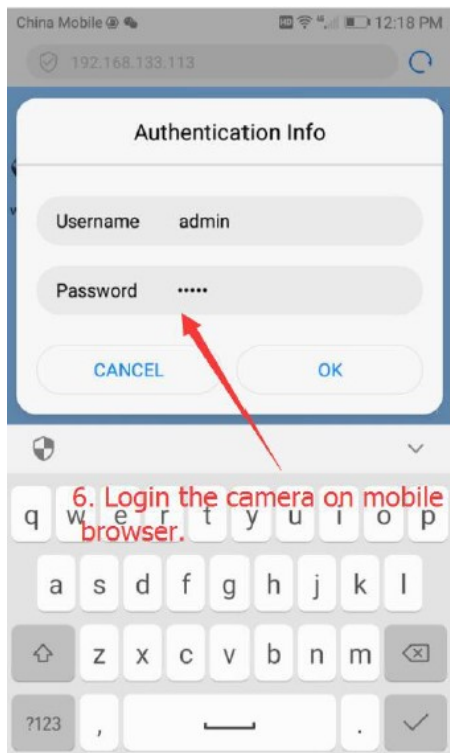 China Mobile HD 12:18 PM
192.168.133.113
Authentication Info
Username admin
Password •••••
CANCEL OK
6. Login the camera on mobile
browser.
q w e r t y u i o p
a s d f g h j k l
z x c v b n m
?123 , .